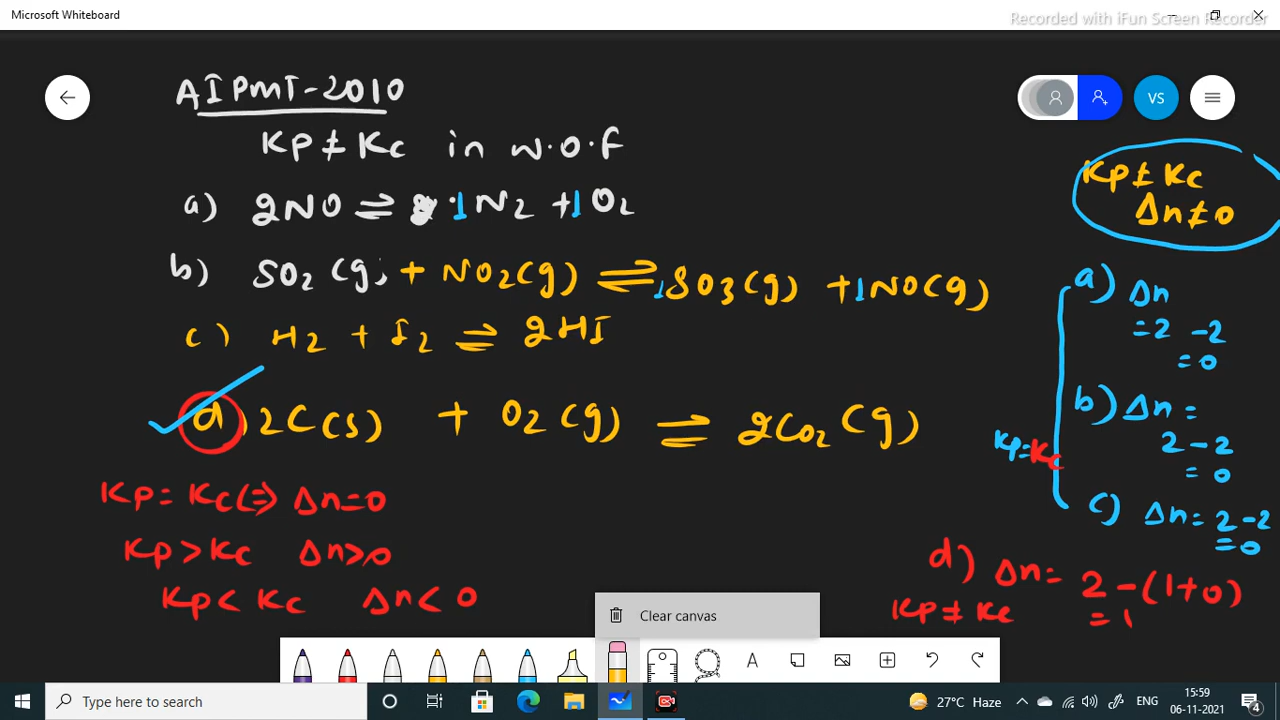 Microsoft Whiteboard
Recorded with iFun Screen Recorder
VS
AIPMT-2010
Kp ≠ Kc in W.O.F
a) 2NO ⇌ 1N2 + 1O2
b) SO2 (g) + NO2(g) ⇌ 1SO3(g) + 1NO(g)
c) H2 + I2 ⇌ 2HI
d) 2C(s) + O2(g) ⇌ 2CO2(g)
Kp = Kc(⇒) Δn=0
Kp > Kc Δn>0
Kp < Kc Δn < 0
Kp ≠ Kc
Δn ≠ 0
a) Δn
=2 -2
=0
b) Δn =
2 -2
=0
Kp=Kc
c) Δn = 2-2
=0
d) Δn = 2 -(1+0)
Kp ≠ Kc = 1
Clear canvas
Type here to search
27°C Haze
ENG
15:59
06-11-2021
4